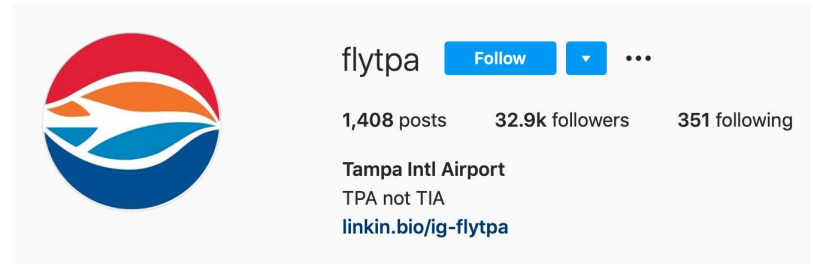 flytpa Follow
1,408 posts 32.9k followers 351 following
Tampa Intl Airport
TPA not TIA
linkin.bio/ig-flytpa